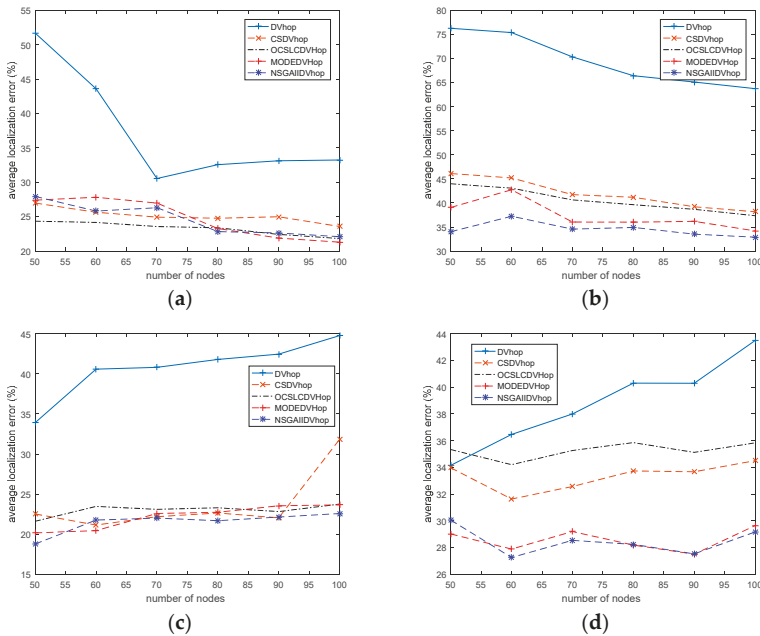 55
50
45
40
35
30
25
20
50 55 60 65 70 75 80 85 90 95 100
average localization error (%)
number of nodes
DVhop
CSDVhop
OCSLCDVHop
MODEDVHop
NSGAIIDVhop
(a)
80
75
70
65
60
55
50
45
40
35
30
50 55 60 65 70 75 80 85 90 95 100
average localization error (%)
number of nodes
DVhop
CSDVhop
OCSLCDVHop
MODEDVHop
NSGAIIDVhop
(b)
45
40
35
30
25
20
15
50 55 60 65 70 75 80 85 90 95 100
average localization error (%)
number of nodes
DVhop
CSDVhop
OCSLCDVHop
MODEDVHop
NSGAIIDVhop
(c)
44
42
40
38
36
34
32
30
28
26
50 55 60 65 70 75 80 85 90 95 100
average localization error (%)
number of nodes
DVhop
CSDVhop
OCSLCDVHop
MODEDVHop
NSGAIIDVhop
(d)